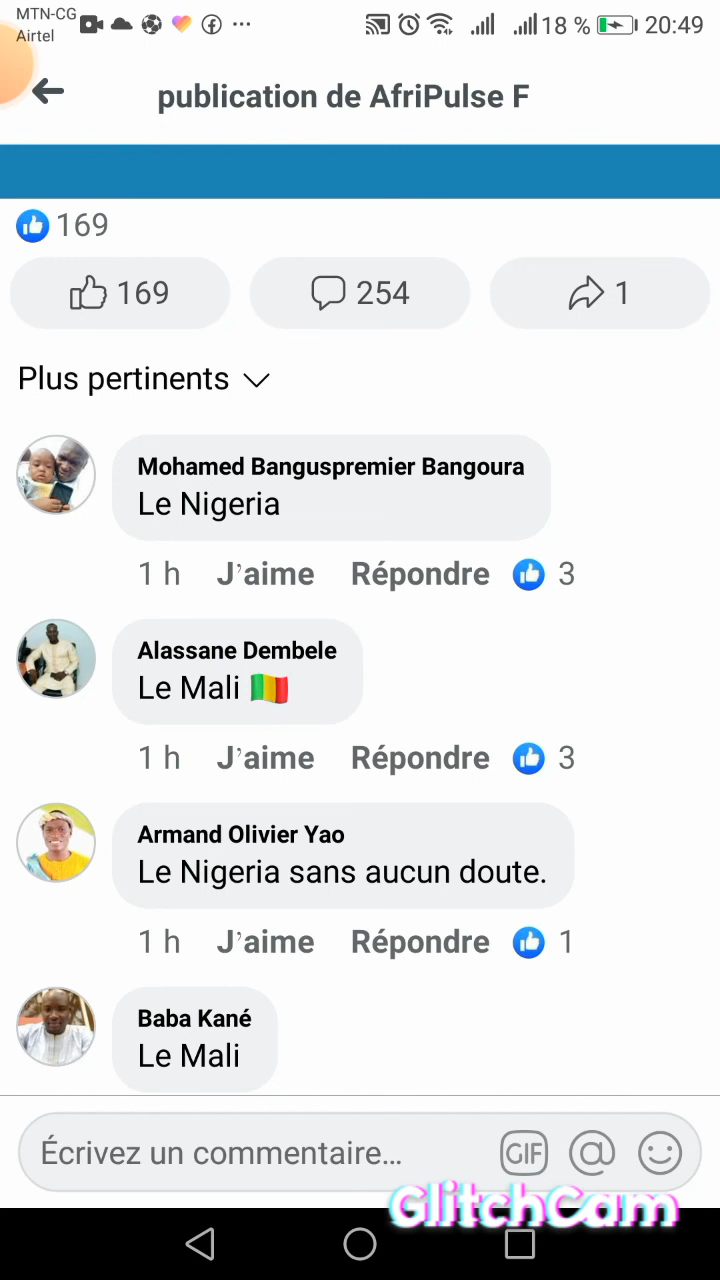 MTN-CG
Airtel
18 % 20:49
publication de AfriPulse F
169
169 254 1
Plus pertinents
Mohamed Banguspremier Bangoura
Le Nigeria
1 h J’aime Répondre 3
Alassane Dembele
Le Mali 🇲🇱
1 h J’aime Répondre 3
Armand Olivier Yao
Le Nigeria sans aucun doute.
1 h J’aime Répondre 1
Baba Kané
Le Mali
Écrivez un commentaire... GIF @
GlitchCam